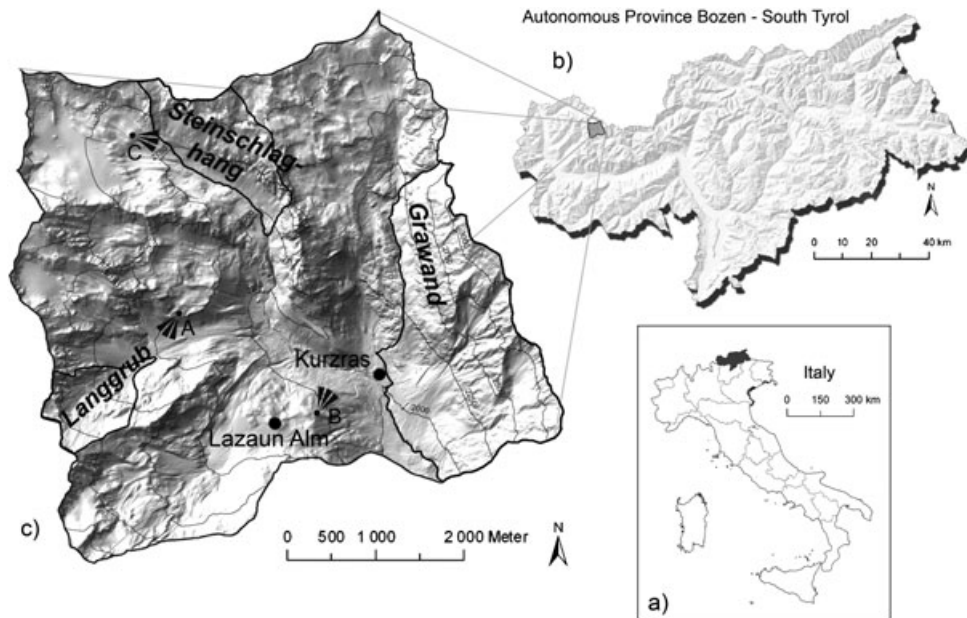 Autonomous Province Bozen - South Tyrol
b)
N
0 10 20 40 km
Steinschlag-
hang
C
Grawand
A
Langgrub
Kurzras
B
Lazaun Alm
2000
c)
0 500 1 000 2 000 Meter
N
Italy
0 150 300 km
a)